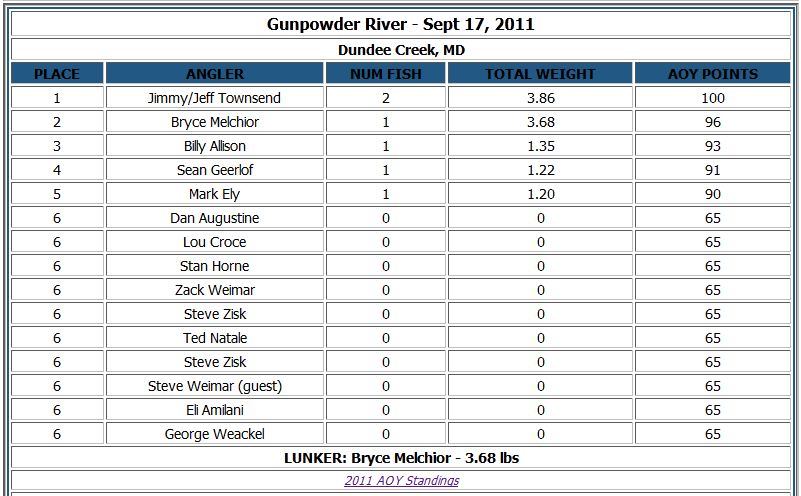 Gunpowder River - Sept 17, 2011
Dundee Creek, MD
PLACE ANGLER NUM FISH TOTAL WEIGHT AOY POINTS
1 Jimmy/Jeff Townsend 2 3.86 100
2 Bryce Melchior 1 3.68 96
3 Billy Allison 1 1.35 93
4 Sean Geerlof 1 1.22 91
5 Mark Ely 1 1.20 90
6 Dan Augustine 0 0 65
6 Lou Croce 0 0 65
6 Stan Horne 0 0 65
6 Zack Weimar 0 0 65
6 Steve Zisk 0 0 65
6 Ted Natale 0 0 65
6 Steve Zisk 0 0 65
6 Steve Weimar (guest) 0 0 65
6 Eli Amilani 0 0 65
6 George Weackel 0 0 65
LUNKER: Bryce Melchior - 3.68 lbs
2011 AOY Standings